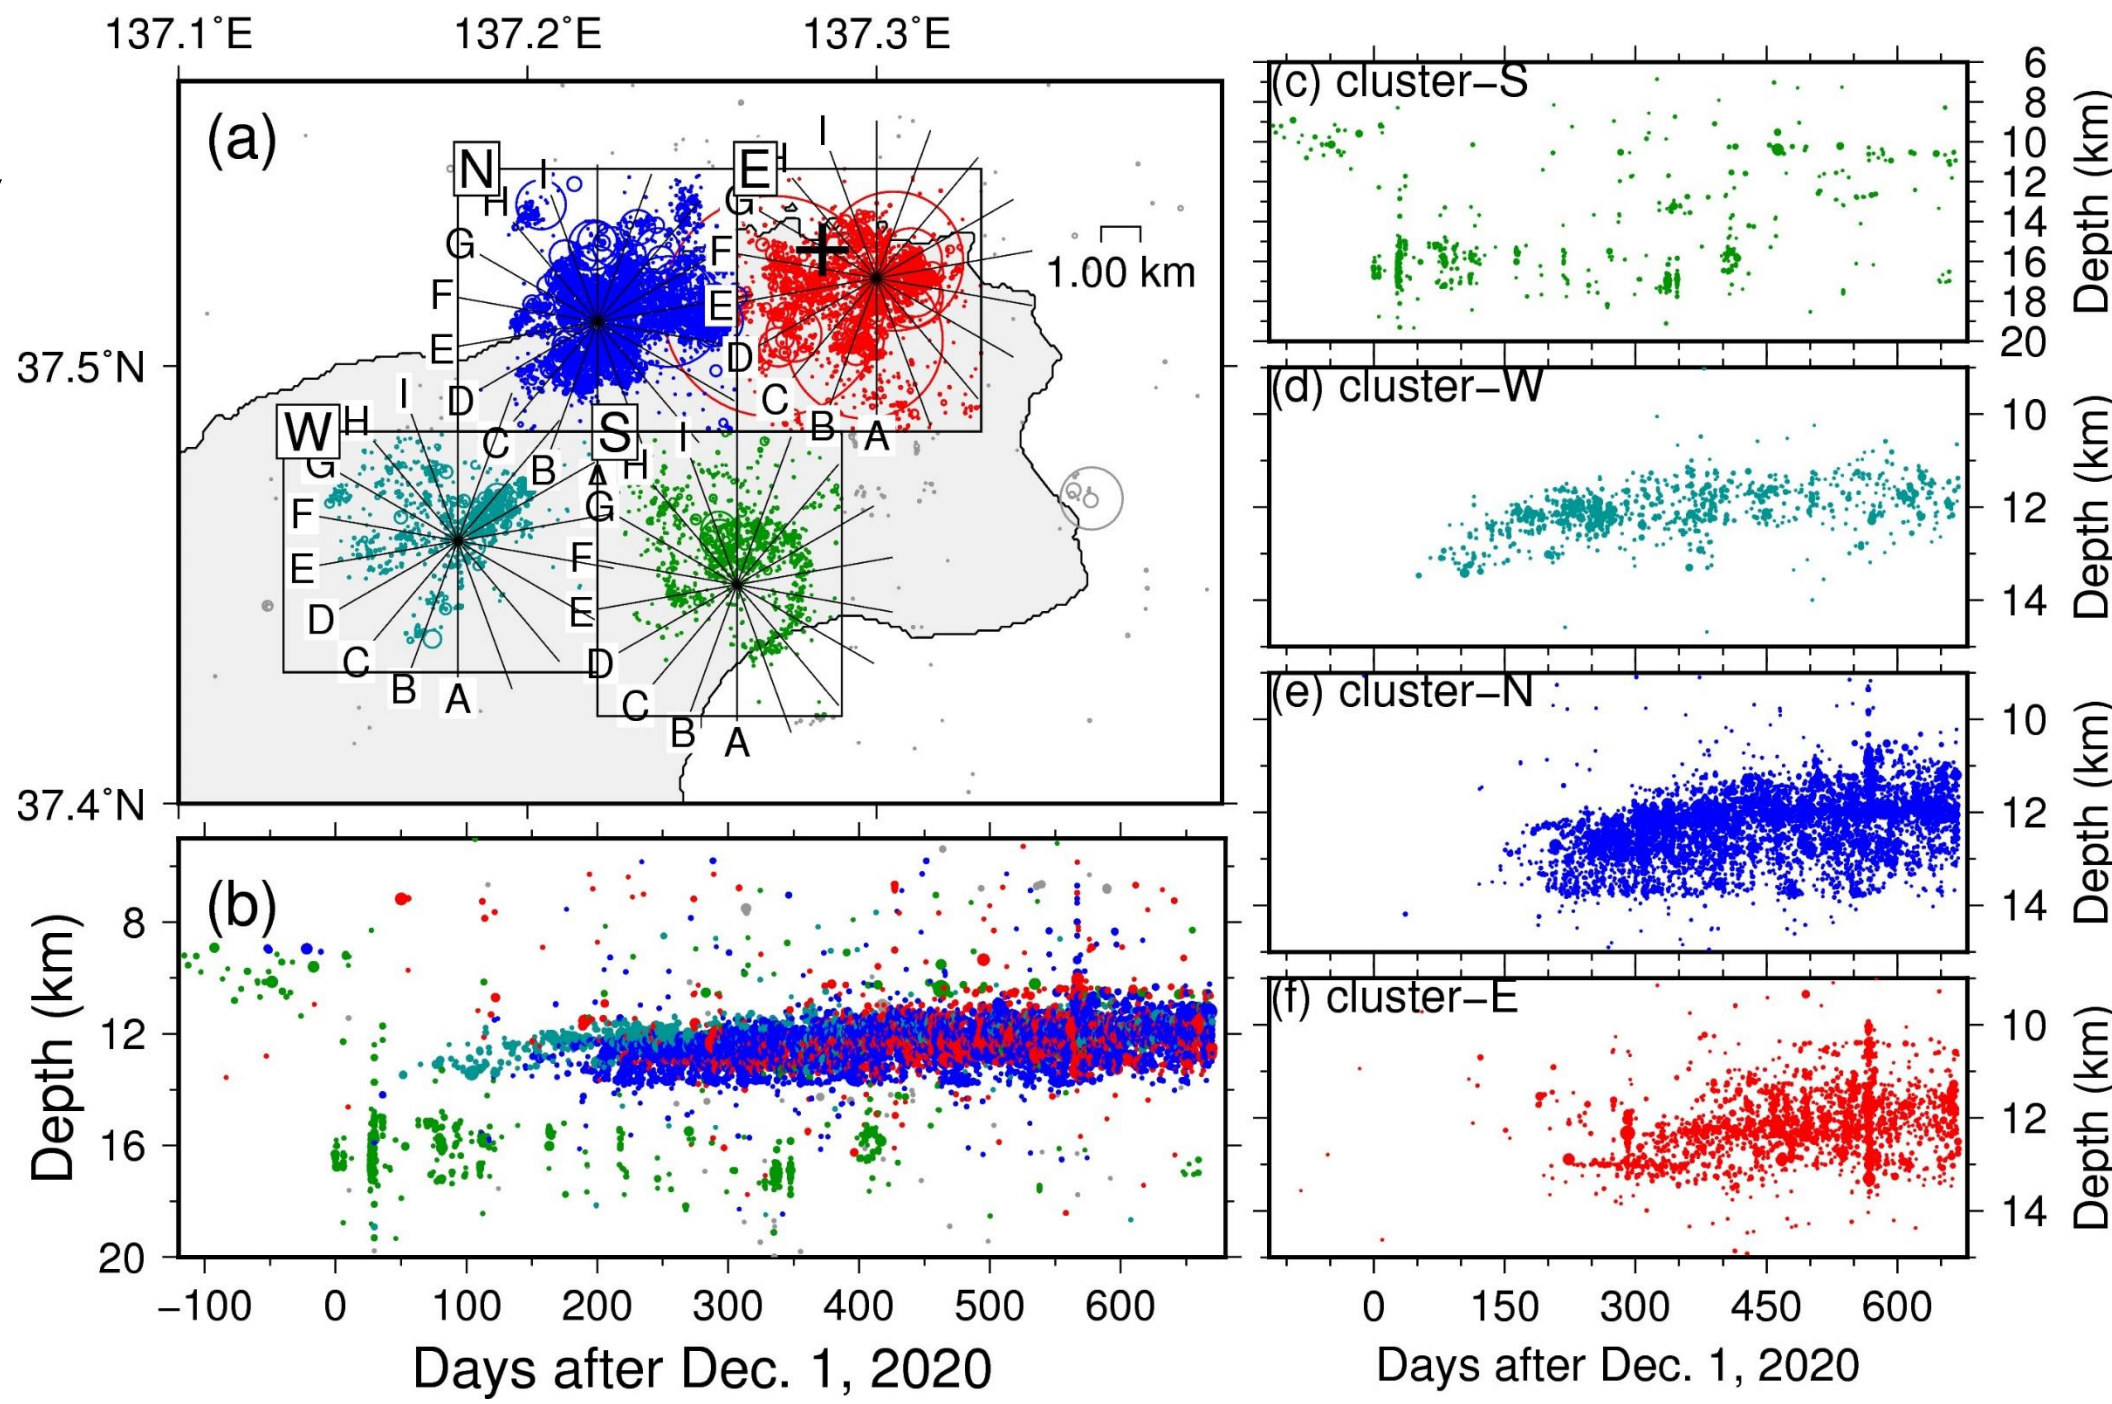 137.1°E 137.2°E 137.3°E
(a)
N
E
W
S
I
H
G
F
E
D
C
B
A
I
H
G
F
E
D
C
B
A
I
H
G
F
E
D
C
B
A
I
H
G
F
E
D
C
B
A
1.00 km
37.5°N
37.4°N
(b)
Depth (km)
8
12
16
20
−100 0 100 200 300 400 500 600
Days after Dec. 1, 2020
(c) cluster−S
6
8
10
12
14
16
18
20
Depth (km)
(d) cluster−W
10
12
14
Depth (km)
(e) cluster−N
10
12
14
Depth (km)
(f) cluster−E
10
12
14
Depth (km)
0 150 300 450 600
Days after Dec. 1, 2020